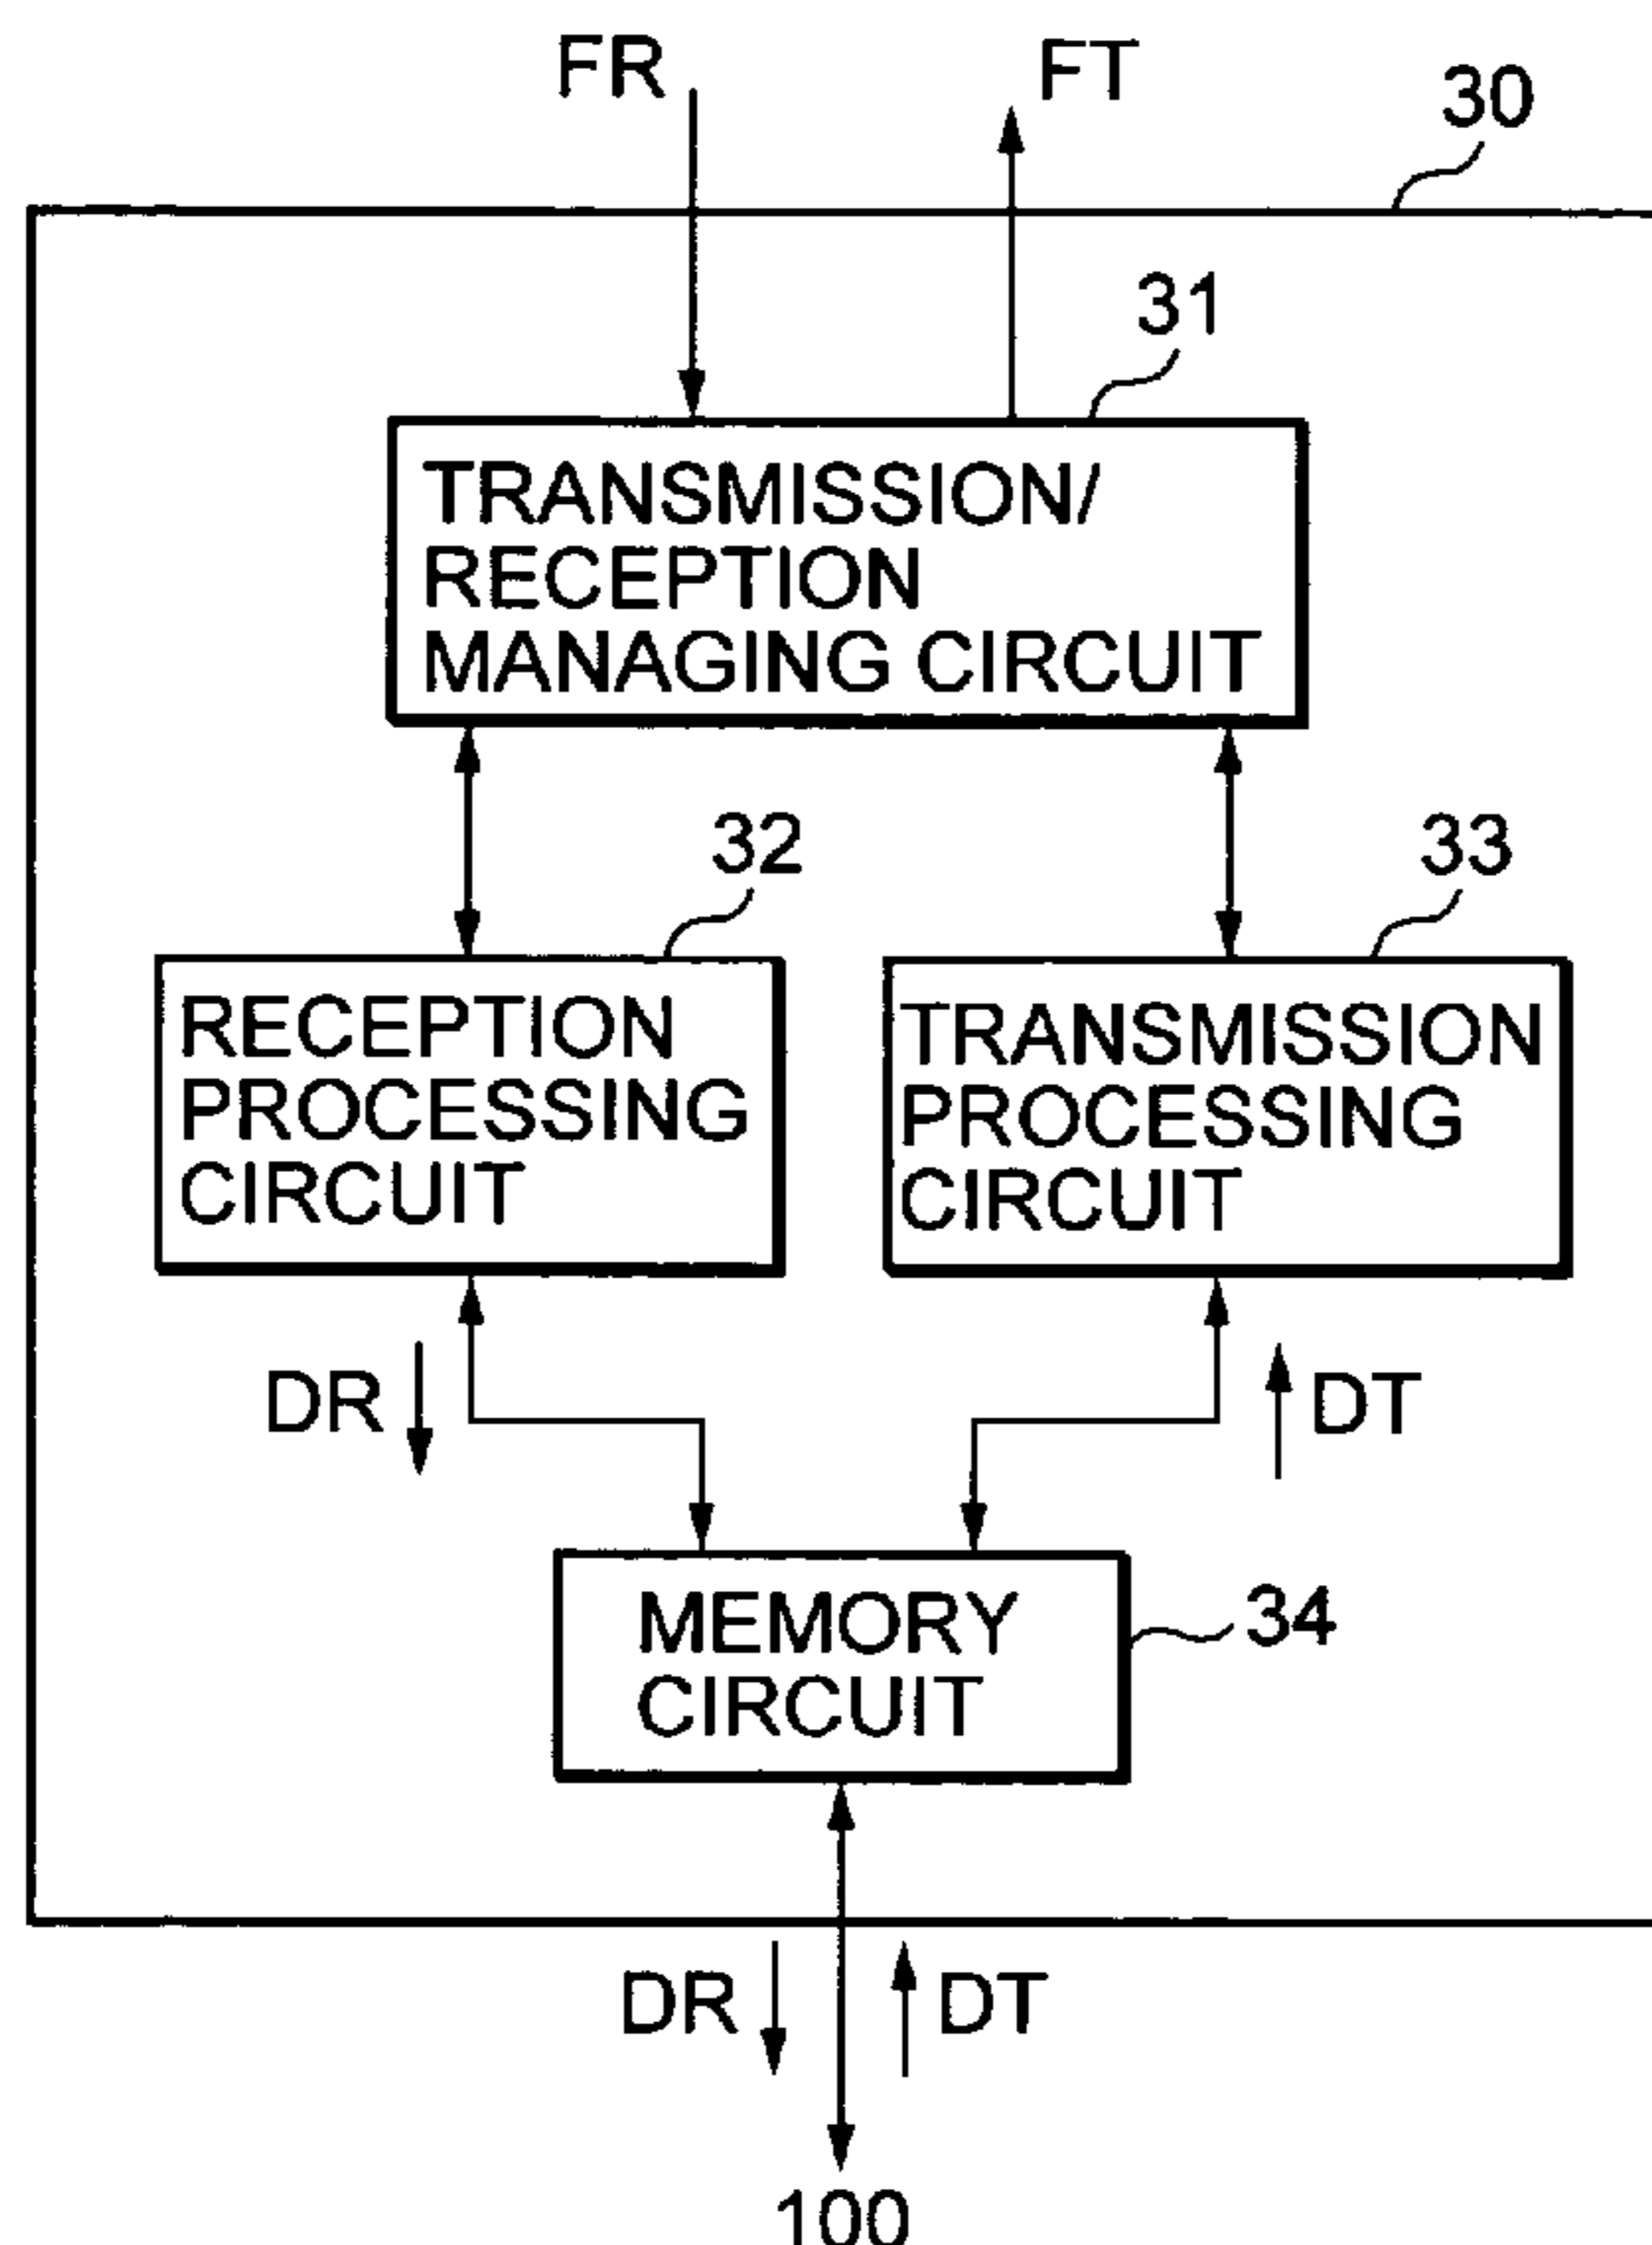 FR
FT
30
31
TRANSMISSION/
RECEPTION
MANAGING CIRCUIT
32
33
RECEPTION
PROCESSING
CIRCUIT
TRANSMISSION
PROCESSING
CIRCUIT
DR
DT
MEMORY
CIRCUIT
34
DR
DT
100